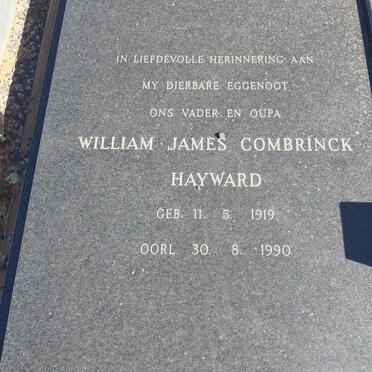 IN LIEFDEVOLLE HERINNERING AAN
MY DIERBARE EGGENOOT
ONS VADER EN OUPA
WILLIAM JAMES COMBRINCK
HAYWARD
GEB. 11. 5. 1919
OORL. 30. 8. 1990